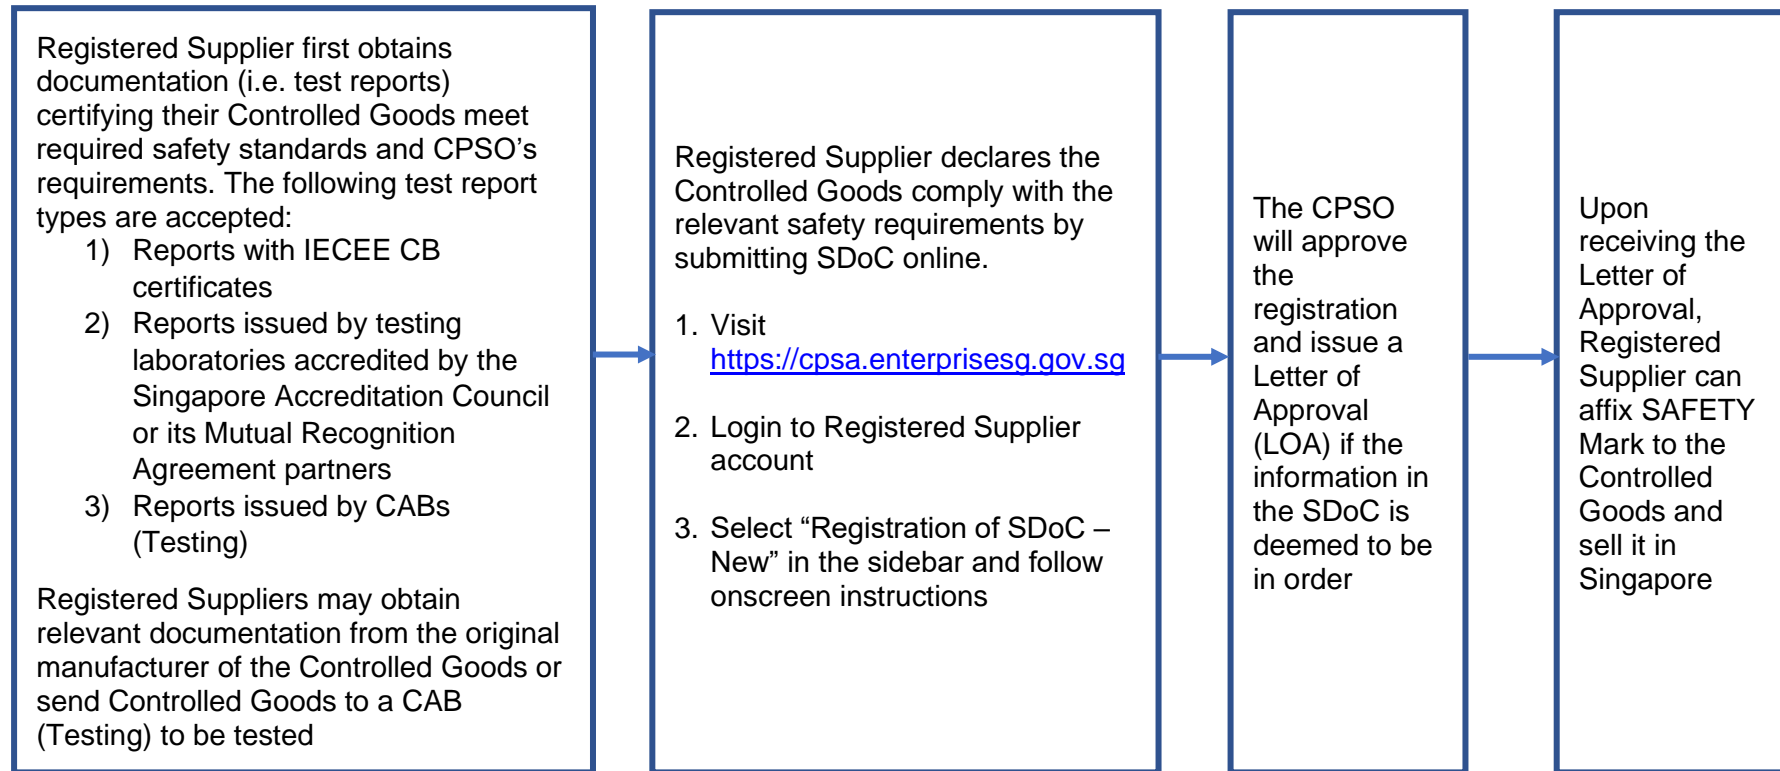 Registered Supplier first obtains
documentation (i.e. test reports)
certifying their Controlled Goods meet
required safety standards and CPSO’s
requirements. The following test report
types are accepted:
1) Reports with IECEE CB
certificates
2) Reports issued by testing
laboratories accredited by the
Singapore Accreditation Council
or its Mutual Recognition
Agreement partners
3) Reports issued by CABs
(Testing)
Registered Suppliers may obtain
relevant documentation from the original
manufacturer of the Controlled Goods or
send Controlled Goods to a CAB
(Testing) to be tested
Registered Supplier declares the
Controlled Goods comply with the
relevant safety requirements by
submitting SDoC online.
1. Visit
https://cpsa.enterprisesg.gov.sg
2. Login to Registered Supplier
account
3. Select “Registration of SDoC –
New” in the sidebar and follow
onscreen instructions
The CPSO
will approve
the
registration
and issue a
Letter of
Approval
(LOA) if the
information in
the SDoC is
deemed to be
in order
Upon
receiving the
Letter of
Approval,
Registered
Supplier can
affix SAFETY
Mark to the
Controlled
Goods and
sell it in
Singapore